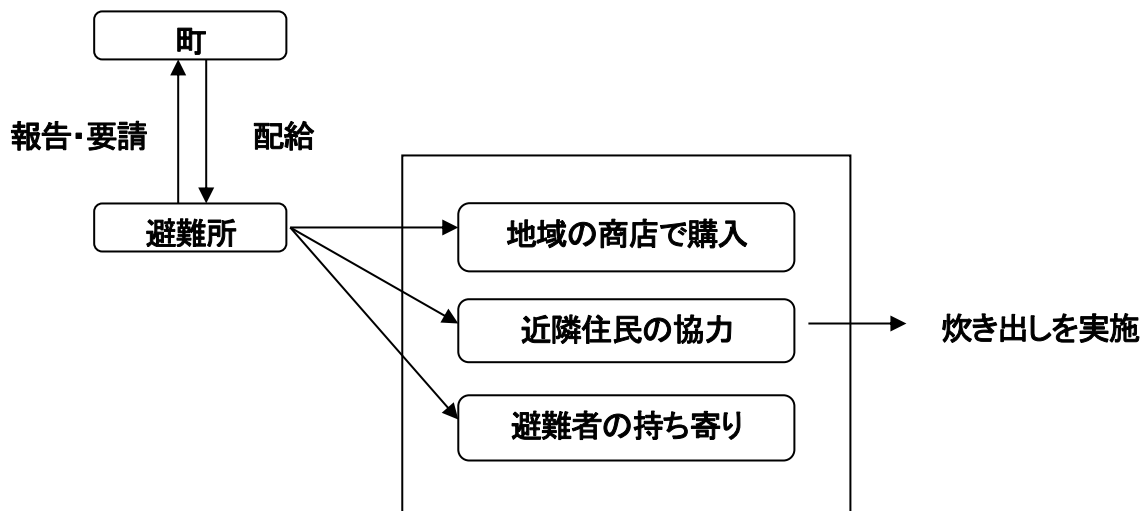 町
報告・要請
配給
避難所
地域の商店で購入
近隣住民の協力
炊き出しを実施
避難者の持ち寄り